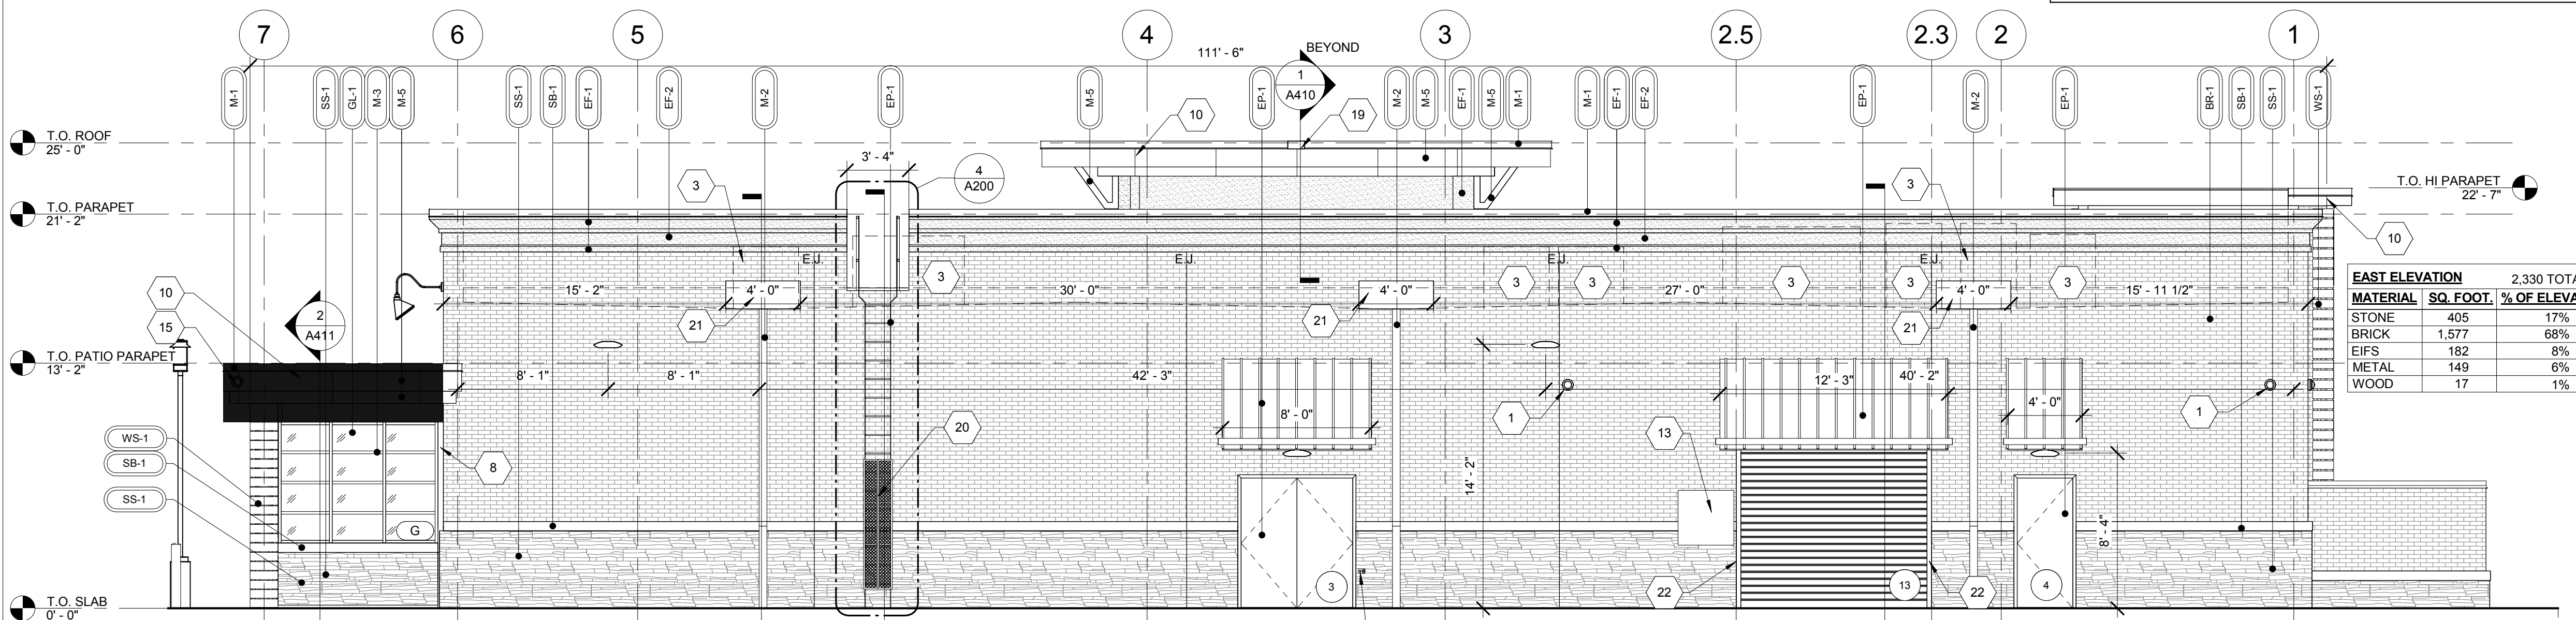 7
6
5
4
3
2.5
2.3
2
1
111' - 6"
BEYOND
1
A410
M-1
SS-1
GL-1
M-3
M-5
SS-1
SB-1
EF-1
EF-2
M-2
EP-1
M-5
EP-1
M-2
M-5
EF-1
M-5
M-1
M-1
EF-1
EF-2
EP-1
M-2
EP-1
BR-1
SB-1
SS-1
WS-1
T.O. ROOF
25' - 0"
10
19
3' - 4"
4
A200
3
3
T.O. HI PARAPET
22' - 7"
T.O. PARAPET
21' - 2"
10
E.J.
E.J.
E.J.
E.J.
3
3
3
3
3
3
10
15' - 2"
4' - 0"
30' - 0"
4' - 0"
27' - 0"
4' - 0"
15' - 11 1/2"
15
2
A411
21
21
21
T.O. PATIO PARAPET
13' - 2"
8' - 1"
8' - 1"
42' - 3"
12' - 3"
40' - 2"
8' - 0"
4' - 0"
1
1
EAST ELEVATION
2,330 TOTA
MATERIAL SQ. FOOT. % OF ELEVA
STONE 405 17%
BRICK 1,577 68%
EIFS 182 8%
METAL 149 6%
WOOD 17 1%
WS-1
SB-1
SS-1
8
20
13
14' - 2"
8' - 4"
G
3
22
13
22
4
T.O. SLAB
0' - 0"